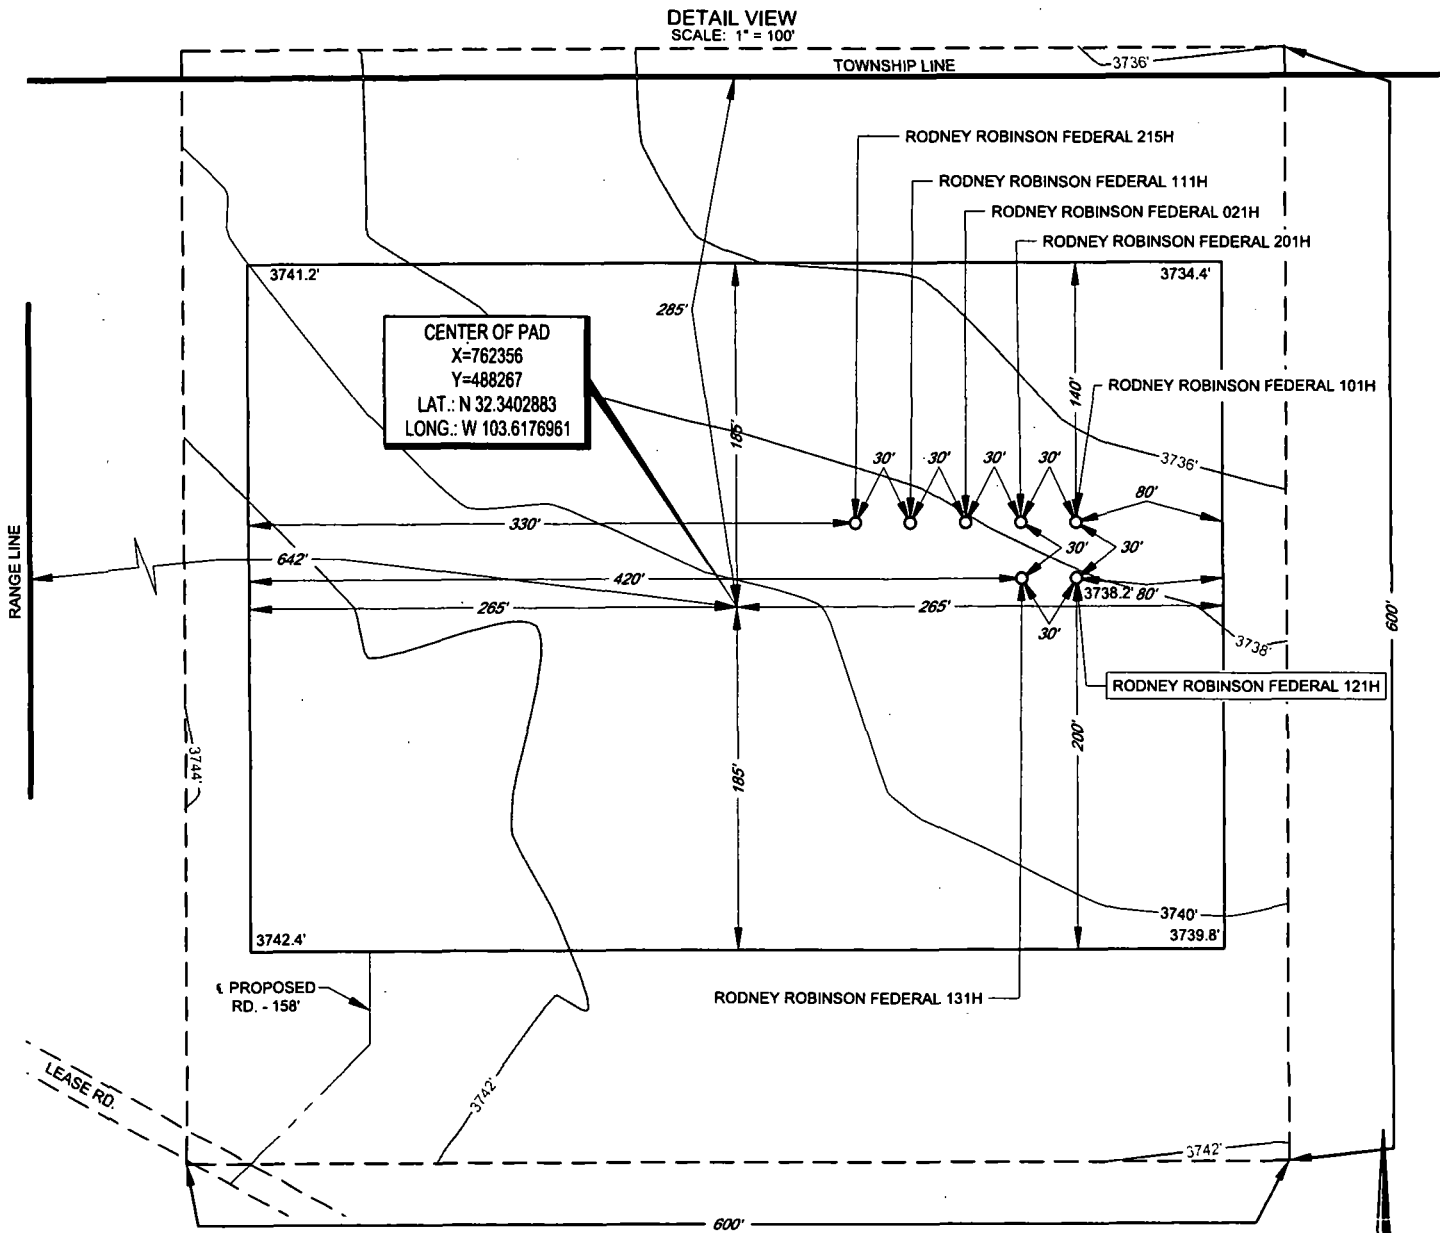 DETAIL VIEW
SCALE: 1" = 100'
3736'
TOWNSHIP LINE
RODNEY ROBINSON FEDERAL 215H
RODNEY ROBINSON FEDERAL 111H
RODNEY ROBINSON FEDERAL 021H
RODNEY ROBINSON FEDERAL 201H
3741.2'
3734.4'
285'
CENTER OF PAD
X=762356
Y=488267
LAT.: N 32.3402883
LONG.: W 103.6176961
140'
RODNEY ROBINSON FEDERAL 101H
185'
3736'
30'
30'
30'
30'
80'
330'
RANGE LINE
642'
30'
30'
420'
3738.2'
80'
265'
265'
600'
30'
3738'
RODNEY ROBINSON FEDERAL 121H
3744'
200'
185'
3740'
3742.4'
3739.8'
℄ PROPOSED
RD. - 158'
RODNEY ROBINSON FEDERAL 131H
LEASE RD.
3742'
3742'
600'